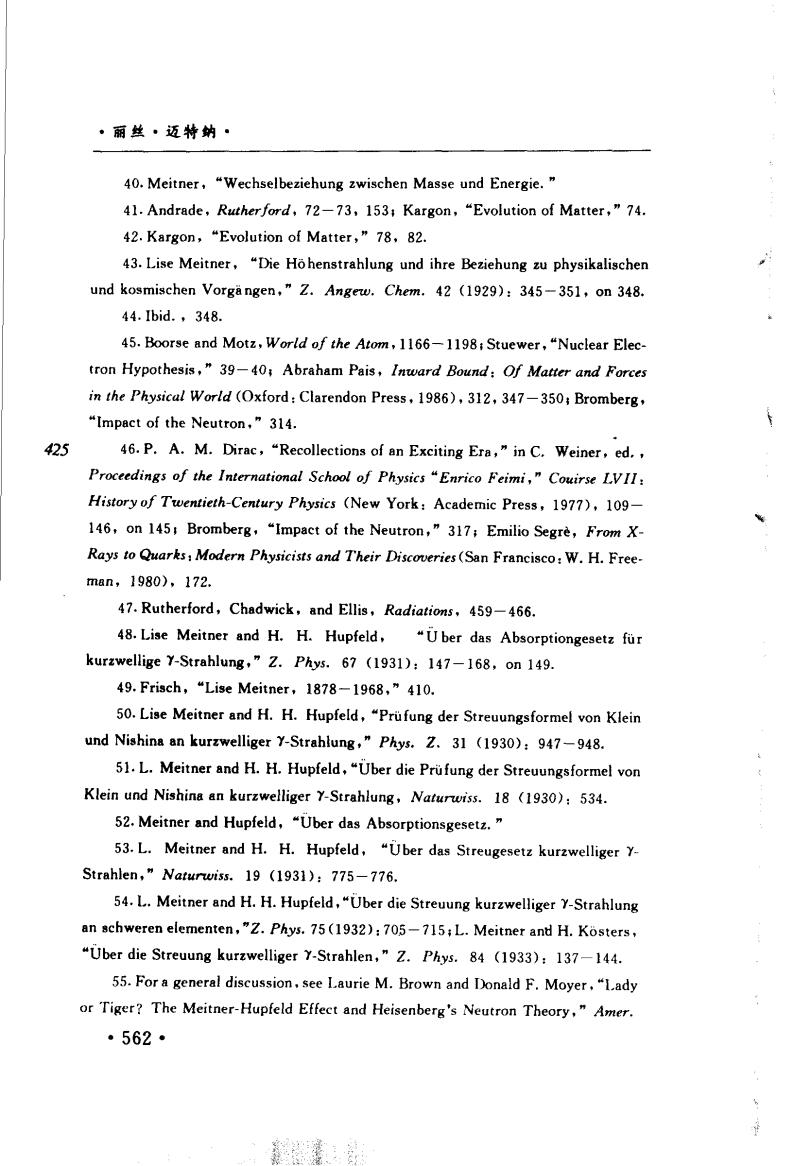 ·丽丝·迈特纳·
40. Meitner, “Wechselbeziehung zwischen Masse und Energie. ”
41. Andrade, Rutherford, 72—73, 153; Kargon, “Evolution of Matter,” 74.
42. Kargon, “Evolution of Matter,” 78, 82.
43. Lise Meitner, “Die Höhenstrahlung und ihre Beziehung zu physikalischen
und kosmischen Vorgängen,” Z. Angew. Chem. 42 (1929): 345—351, on 348.
44. Ibid. , 348.
45. Boorse and Motz, World of the Atom, 1166—1198; Stuewer, “Nuclear Elec-
tron Hypothesis,” 39—40; Abraham Pais, Inward Bound: Of Matter and Forces
in the Physical World (Oxford: Clarendon Press, 1986), 312, 347—350; Bromberg,
“Impact of the Neutron,” 314.
425 46. P. A. M. Dirac, “Recollections of an Exciting Era,” in C. Weiner, ed. ,
Proceedings of the International School of Physics “Enrico Feimi,” Couirse LVII:
History of Twentieth-Century Physics (New York: Academic Press, 1977), 109—
146, on 145; Bromberg, “Impact of the Neutron,” 317; Emilio Segrè, From X-
Rays to Quarks; Modern Physicists and Their Discoveries (San Francisco: W. H. Free-
man, 1980), 172.
47. Rutherford, Chadwick, and Ellis, Radiations, 459—466.
48. Lise Meitner and H. H. Hupfeld, “Über das Absorptiongesetz für
kurzwellige γ-Strahlung,” Z. Phys. 67 (1931): 147—168, on 149.
49. Frisch, “Lise Meitner, 1878—1968,” 410.
50. Lise Meitner and H. H. Hupfeld, “Prüfung der Streuungsformel von Klein
und Nishina an kurzwelliger γ-Strahlung,” Phys. Z. 31 (1930): 947—948.
51. L. Meitner and H. H. Hupfeld, “Über die Prüfung der Streuungsformel von
Klein und Nishina an kurzwelliger γ-Strahlung, Naturwiss. 18 (1930): 534.
52. Meitner and Hupfeld, “Über das Absorptionsgesetz. ”
53. L. Meitner and H. H. Hupfeld, “Über das Streugesetz kurzwelliger γ-
Strahlen,” Naturwiss. 19 (1931): 775—776.
54. L. Meitner and H. H. Hupfeld, “Über die Streuung kurzwelliger γ-Strahlung
an schweren elementen,” Z. Phys. 75 (1932): 705—715; L. Meitner and H. Kösters,
“Über die Streuung kurzwelliger γ-Strahlen,” Z. Phys. 84 (1933): 137—144.
55. For a general discussion, see Laurie M. Brown and Donald F. Moyer, “Lady
or Tiger? The Meitner-Hupfeld Effect and Heisenberg's Neutron Theory,” Amer.
· 562 ·